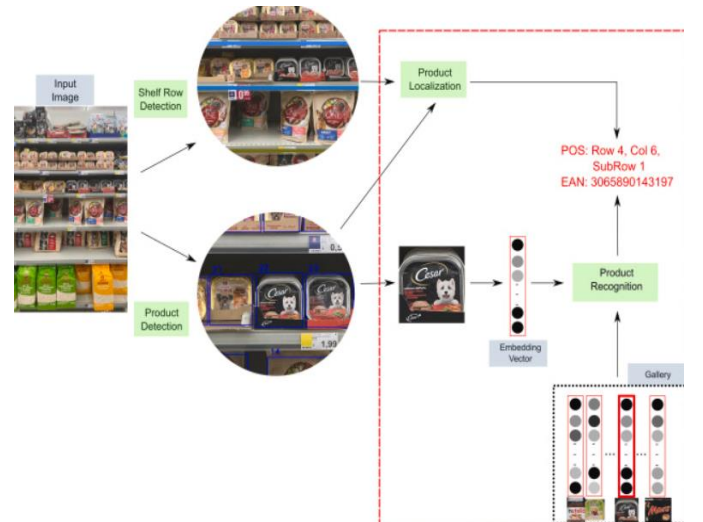 Input
Image
Shelf Row
Detection
Product
Localization
POS: Row 4, Col 6,
SubRow 1
EAN: 3065890143197
Product
Detection
1.99
Cesar
Product
Recognition
Embedding
Vector
Gallery